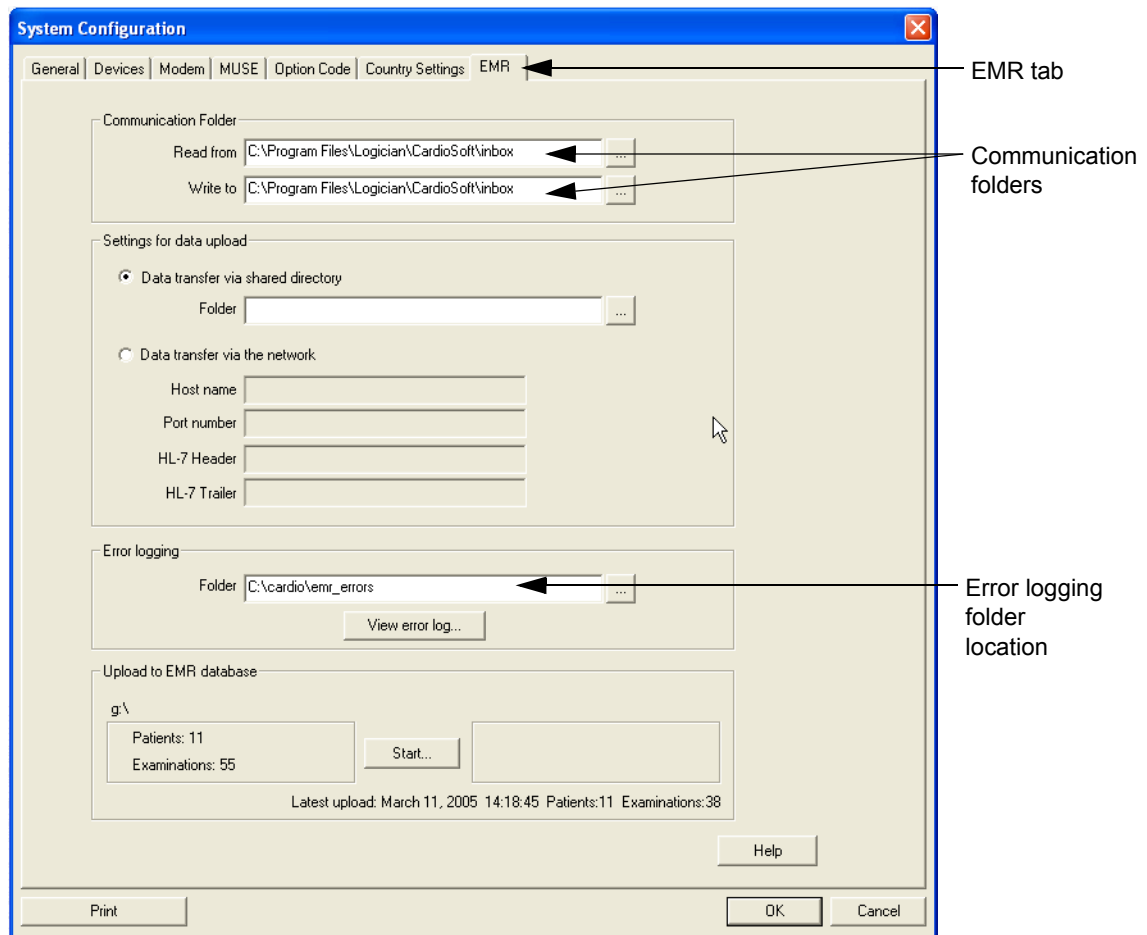 System Configuration
General Devices Modem MUSE Option Code Country Settings EMR
EMR tab
Communication Folder
Read from C:\Program Files\Logician\CardioSoft\inbox ...
Communication
folders
Write to C:\Program Files\Logician\CardioSoft\inbox ...
Settings for data upload
Data transfer via shared directory
Folder ...
Data transfer via the network
Host name
Port number
HL-7 Header
HL-7 Trailer
Error logging
Folder C:\cardio\emr_errors ...
Error logging
folder
location
View error log...
Upload to EMR database
g:\
Patients: 11
Examinations: 55
Start...
Latest upload: March 11, 2005 14:18:45 Patients:11 Examinations:38
Help
Print OK Cancel